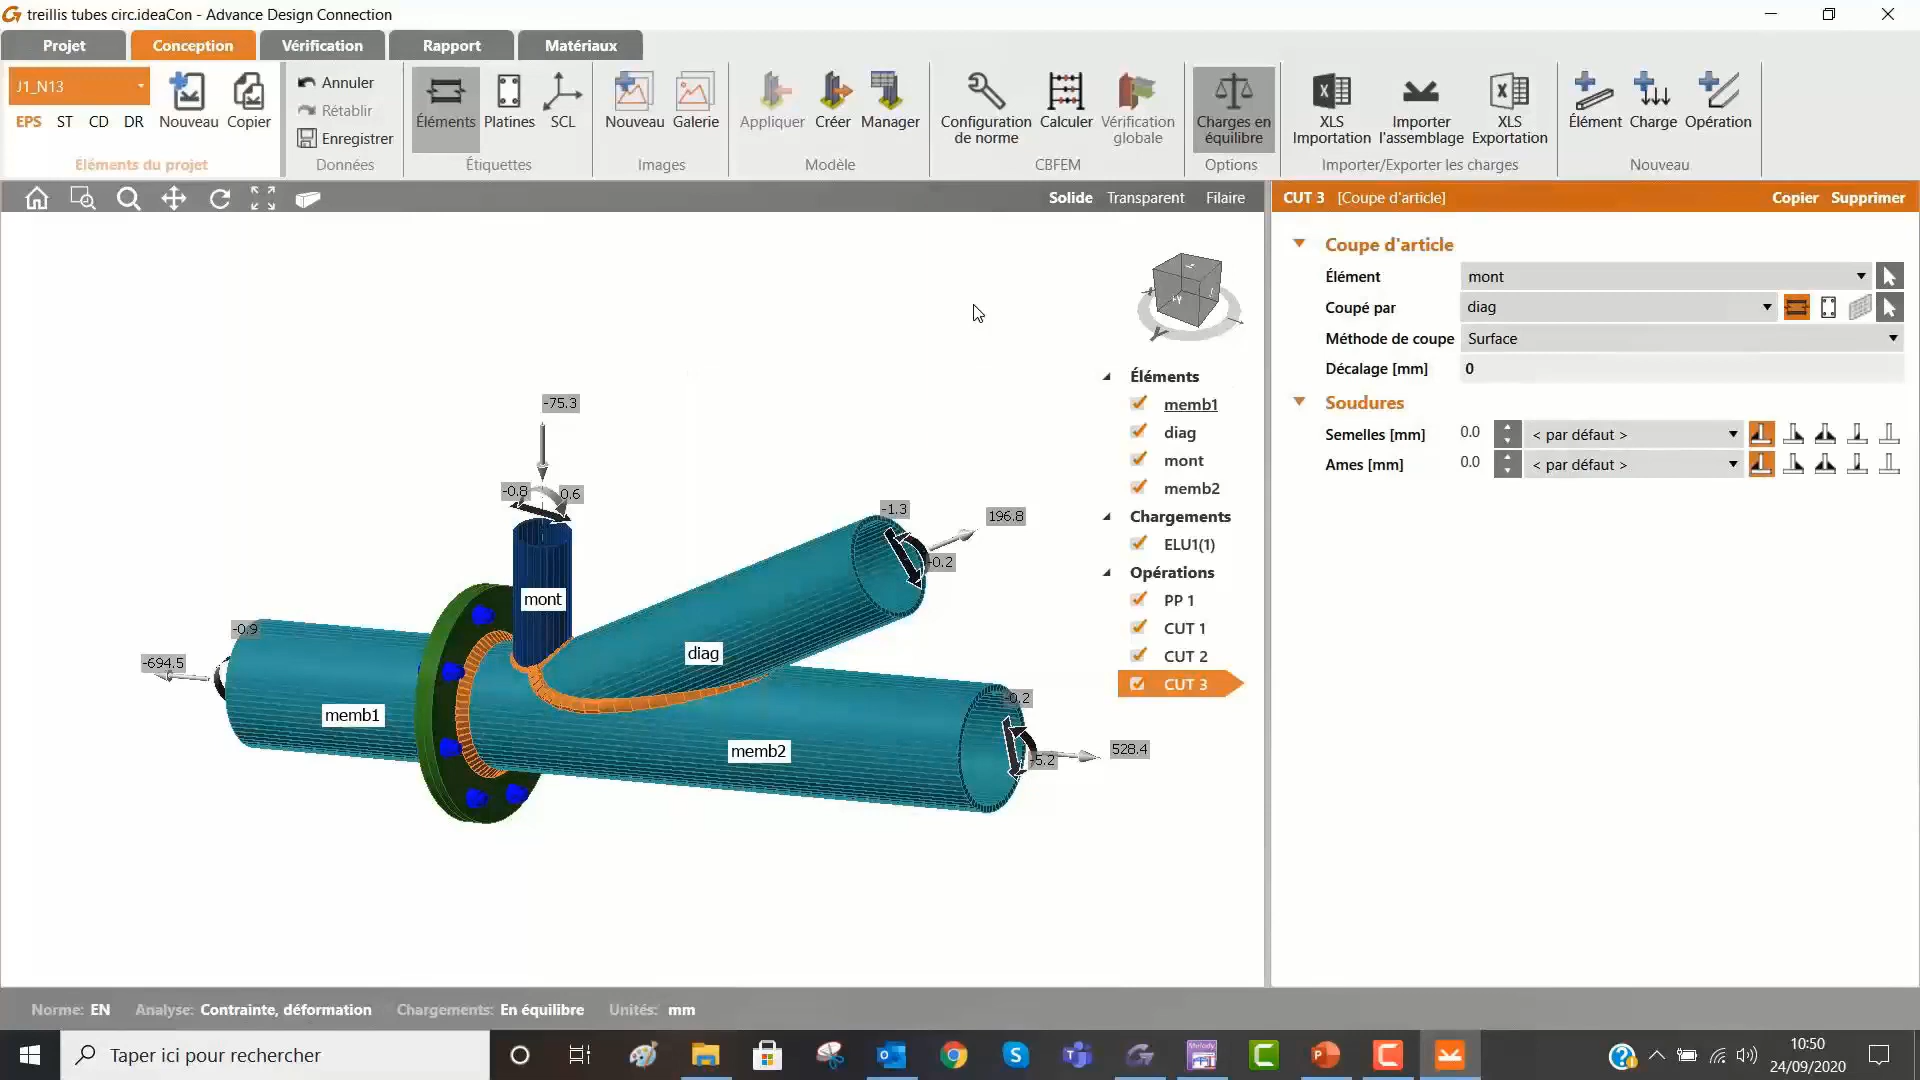 treillis tubes circ.ideaCon - Advance Design Connection
Projet
Conception
Vérification
Rapport
Matériaux
J1_N13
EPS ST CD DR
Nouveau
Copier
Éléments du projet
Annuler
Rétablir
Enregistrer
Données
Éléments
Platines
SCL
Étiquettes
Nouveau
Galerie
Images
Appliquer
Créer
Manager
Modèle
Configuration
de norme
Calculer
Vérification
globale
CBFEM
Charges en
équilibre
Options
XLS
Importation
Importer
l'assemblage
XLS
Exportation
Importer/Exporter les charges
Élément
Charge
Opération
Nouveau
Solide
Transparent
Filaire
CUT 3 [Coupe d'article]
Copier
Supprimer
Coupe d'article
Élément
mont
Coupé par
diag
Méthode de coupe
Surface
Décalage [mm]
0
Soudures
Semelles [mm]
0.0
< par défaut >
Ames [mm]
0.0
< par défaut >
Éléments
memb1
diag
mont
memb2
Chargements
ELU1(1)
Opérations
PP 1
CUT 1
CUT 2
CUT 3
-75.3
-0.8
0.6
-1.3
196.8
-0.2
mont
-0.9
diag
-694.5
-0.2
memb1
memb2
528.4
-5.2
Norme: EN
Analyse: Contrainte, déformation
Chargements: En équilibre
Unités: mm
Taper ici pour rechercher
10:50
24/09/2020